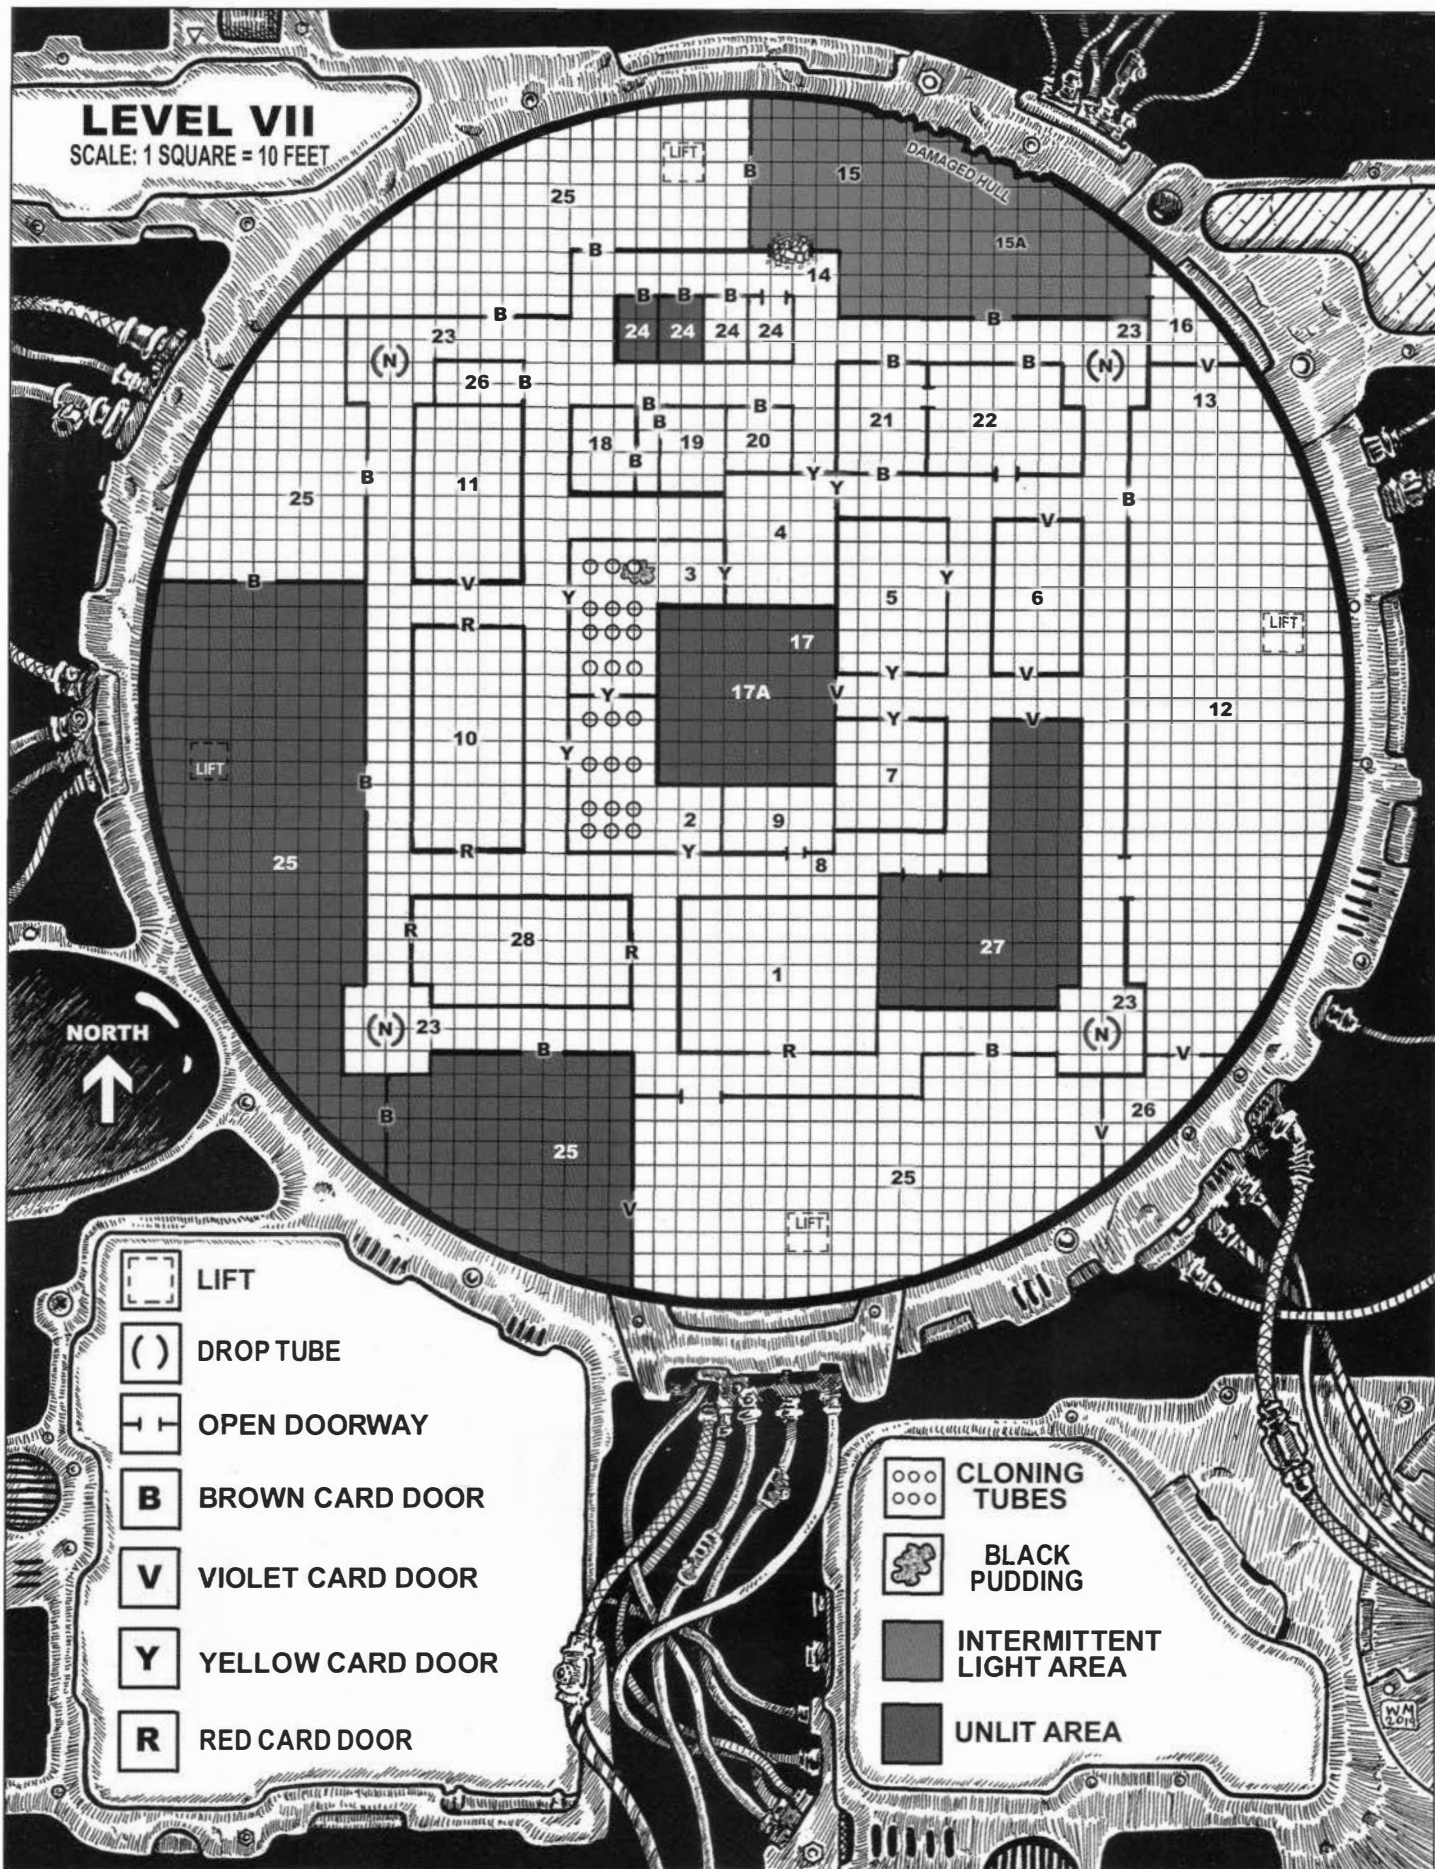 LEVEL VII
SCALE: 1 SQUARE = 10 FEET
LIFT
B
15
DAMAGED HULL
25
15A
B
14
B B B
24 24 24 24
B
23
B
23
16
(N)
26 B
B
B
(N)
V
13
B
B
B
18
19
20
21
22
B
Y
B
Y
B
11
25
B
4
V
3
Y
Y
B
V
Y
5
6
R
17
LIFT
Y
V
17A
V
Y
V
12
Y
10
Y
7
LIFT
B
2
9
25
R
Y
8
R
28
R
27
1
23
(N)
23
(N)
B
R
B
V
B
26
V
25
25
V
LIFT
NORTH
LIFT
( ) DROP TUBE
OPEN DOORWAY
B BROWN CARD DOOR
V VIOLET CARD DOOR
Y YELLOW CARD DOOR
R RED CARD DOOR
CLONING
TUBES
BLACK
PUDDING
INTERMITTENT
LIGHT AREA
UNLIT AREA
WM
2019